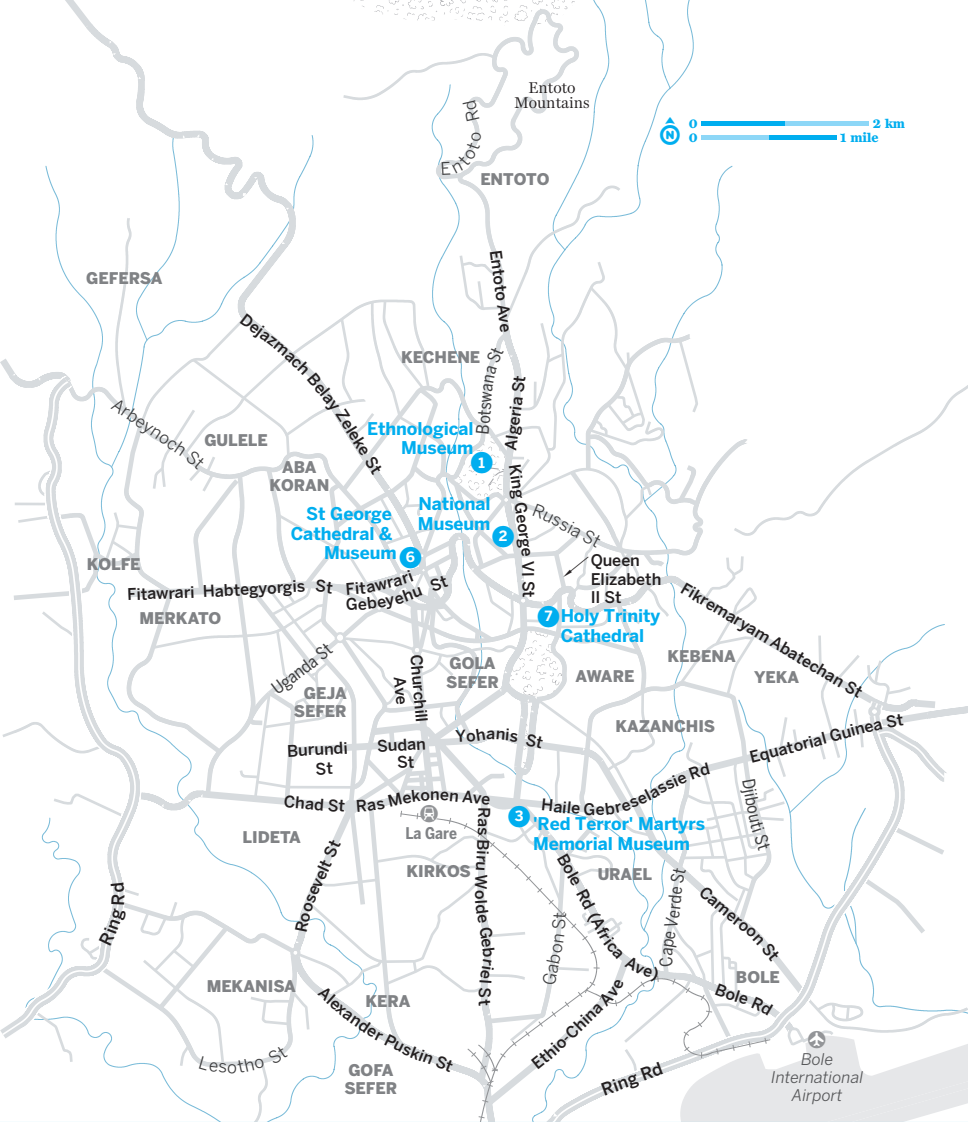 Entoto
Mountains
Entoto Rd
ENTOTO
N
0
2 km
0
1 mile
GEFERSA
Entoto Ave
Dejazmach Belay Zeleke St
KECHENE
Botswana St
Algeria St
Arbeynoch St
GULELE
Ethnological
Museum
1
ABA
KORAN
King George VI St
National
Museum
2
Russia St
St George
Cathedral &
Museum
6
Queen
Elizabeth
II St
KOLFE
Fitawrari Habtegyorgis St
Fitawrari
Gebeyehu St
MERKATO
7
Holy Trinity
Cathedral
Fikremaryam Abatechan St
KEBENA
YEKA
Uganda St
Churchill
Ave
GOLA
SEFER
AWARE
GEJA
SEFER
KAZANCHIS
Equatorial Guinea St
Burundi
St
Sudan
St
Yohanis St
Haile Gebreselassie Rd
Djibouti St
Chad St
Ras Mekonen Ave
La Gare
3
'Red Terror' Martyrs
Memorial Museum
LIDETA
Roosevelt St
KIRKOS
Ras Biru Wolde Gebriel St
URAEL
Bole Rd (Africa Ave)
Cape Verde St
Cameroon St
Gabon St
Ring Rd
MEKANISA
KERA
BOLE
Bole Rd
Alexander Puskin St
Ethio-China Ave
Lesotho St
GOFA
SEFER
Ring Rd
Bole
International
Airport